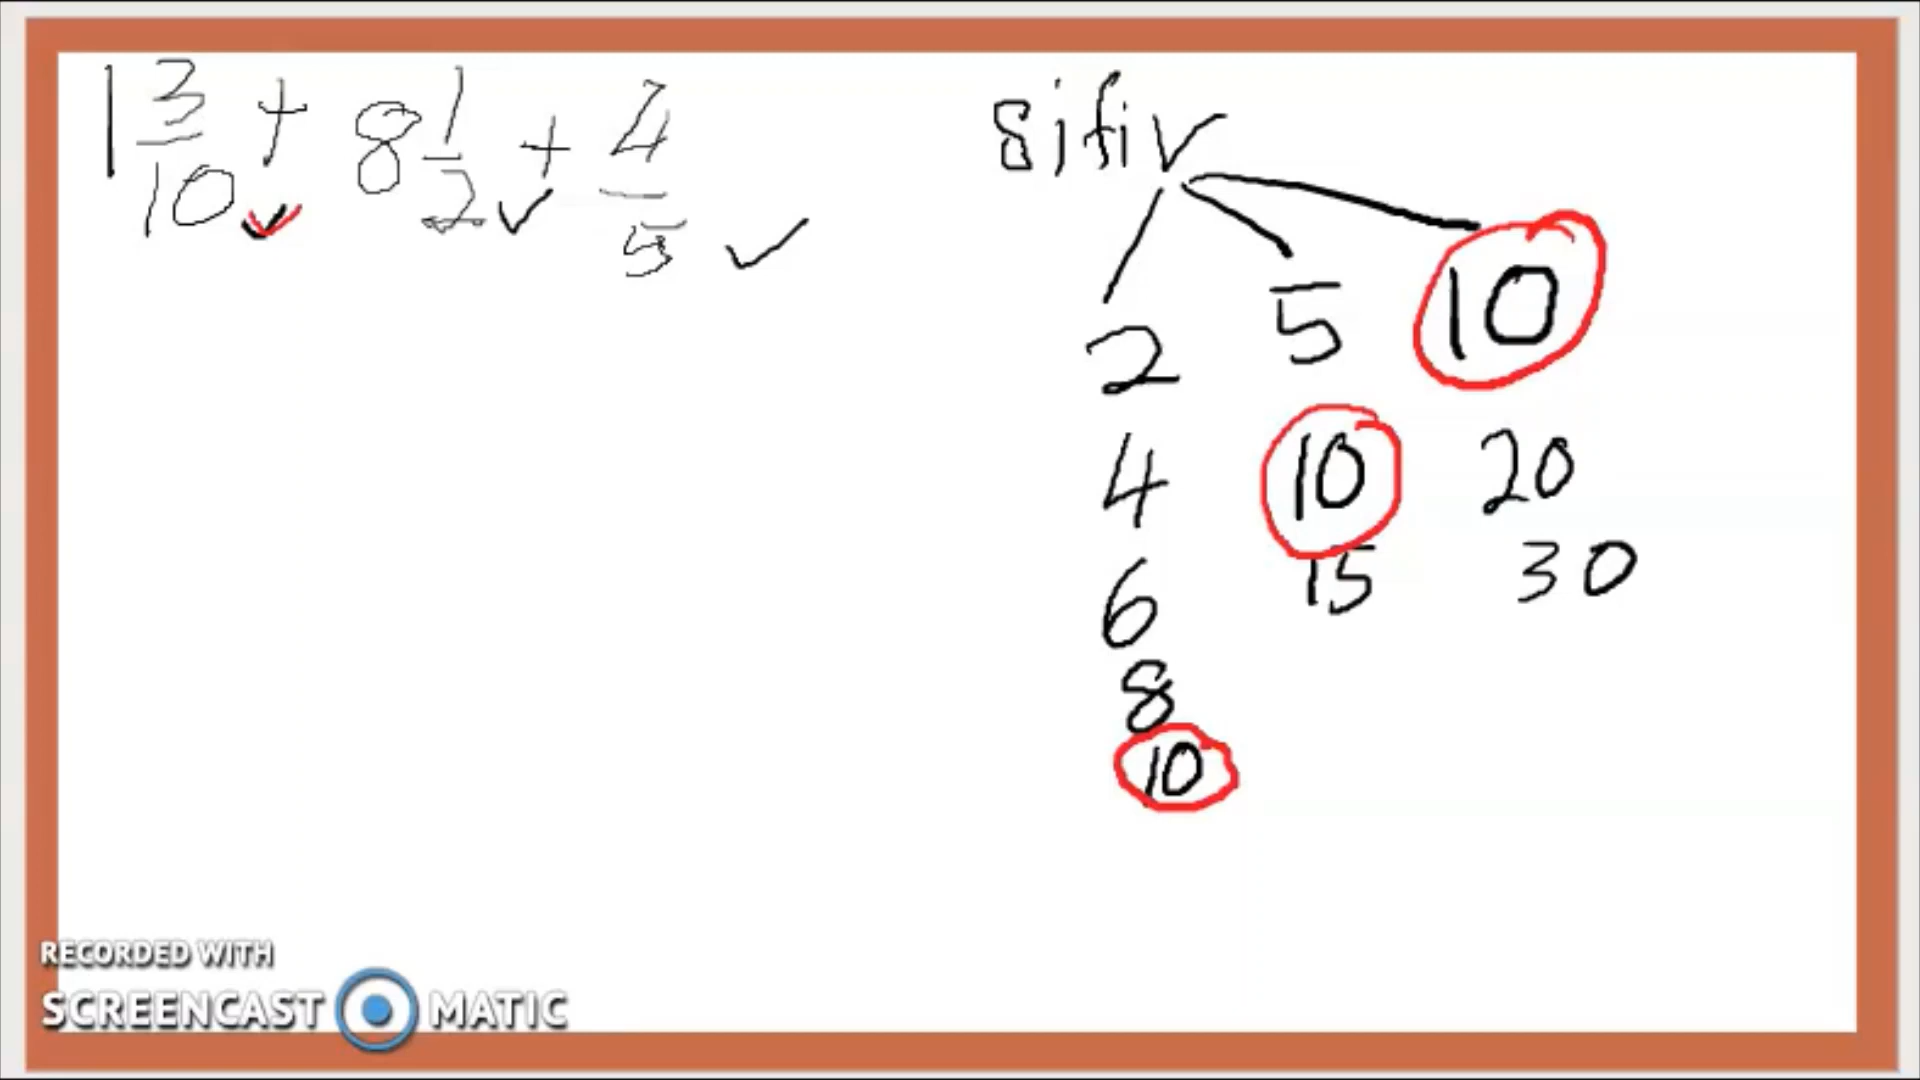 1 3/10 + 8 1/2 + 4/5
sifiv
2 5 10
4 10 20
6 15 30
8
10
RECORDED WITH
SCREENCAST MATIC